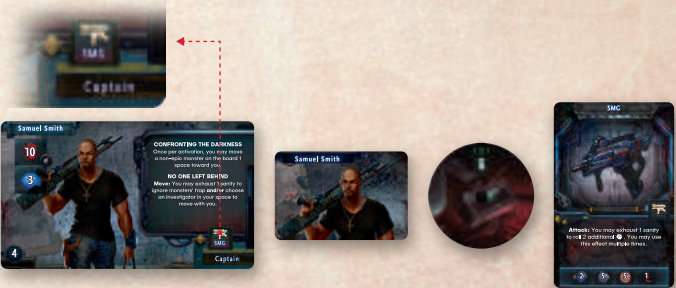 SMG
Captain
Samuel Smith
10
3
CONFRONTING THE DARKNESS
Once per activation, you may move
a non-epic monster on the board 1
space toward you.
NO ONE LEFT BEHIND
Move: You may exhaust 1 sanity to
ignore monsters' trap and/or choose
an investigator in your space to
move with you.
SMG
4
Captain
Samuel Smith
SMG
Attack: You may exhaust 1 sanity
to roll 2 additional . You may use
this effect multiple times.
2 5 5 1